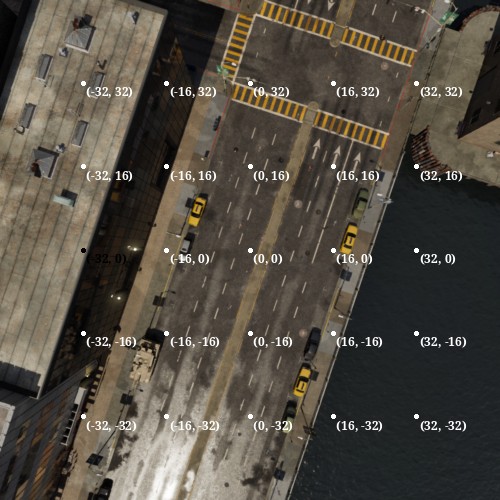 (-32, 32) (-16, 32) (0, 32) (16, 32) (32, 32)
(-32, 16) (-16, 16) (0, 16) (16, 16) (32, 16)
(-32, 0) (-16, 0) (0, 0) (16, 0) (32, 0)
(-32, -16) (-16, -16) (0, -16) (16, -16) (32, -16)
(-32, -32) (-16, -32) (0, -32) (16, -32) (32, -32)